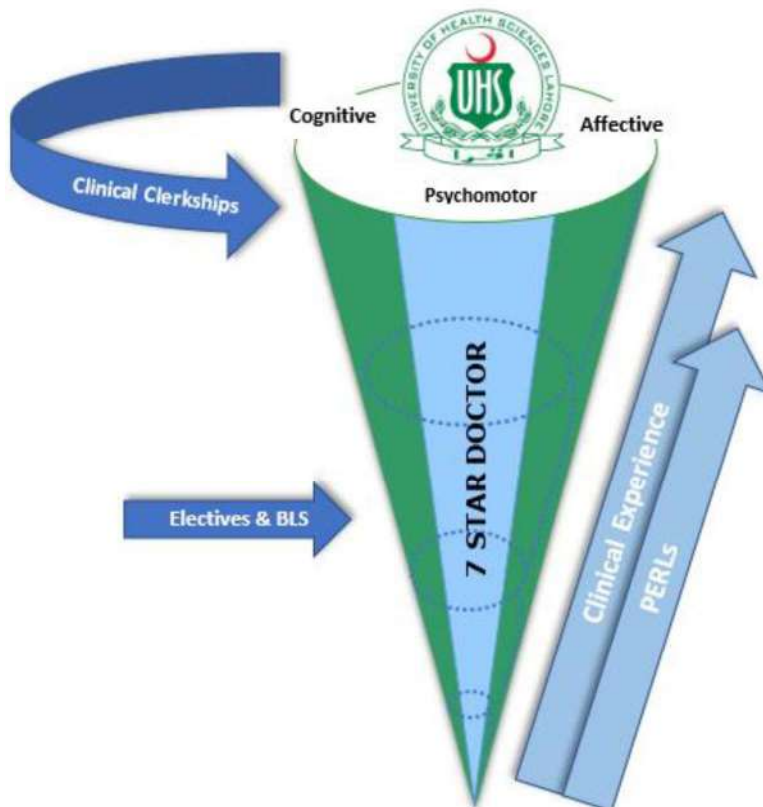 UNIVERSITY OF HEALTH SCIENCES LAHORE
UHS
Cognitive
Affective
Psychomotor
Clinical Clerkships
7 STAR DOCTOR
Electives & BLS
Clinical Experience
PERLs